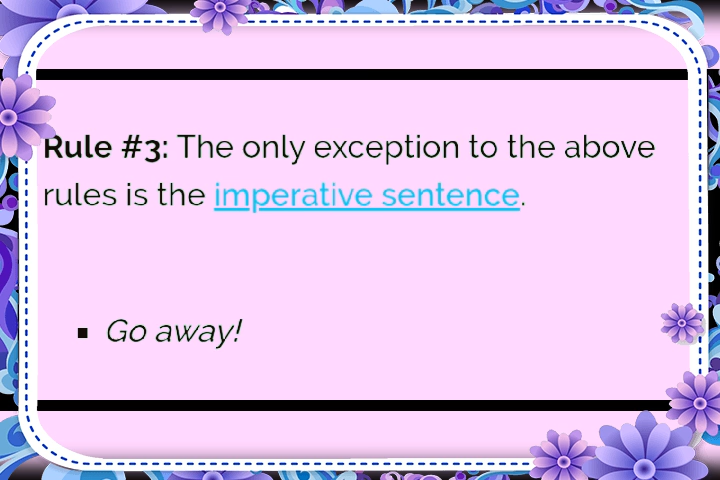 Rule #3: The only exception to the above
rules is the imperative sentence.
▪ Go away!